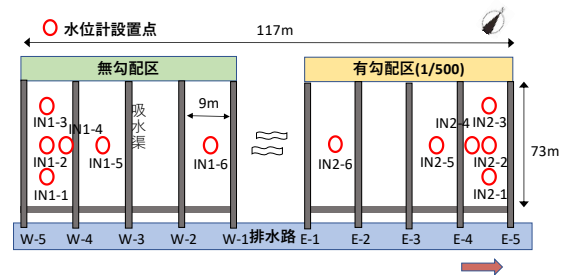 水位計設置点
117m
無勾配区
有勾配区(1/500)
吸水渠
9m
IN1-3
IN1-4
IN1-2
IN1-5
IN1-6
IN1-1
IN2-4
IN2-3
IN2-6
IN2-5
IN2-2
IN2-1
73m
W-5
W-4
W-3
W-2
W-1
排水路
E-1
E-2
E-3
E-4
E-5